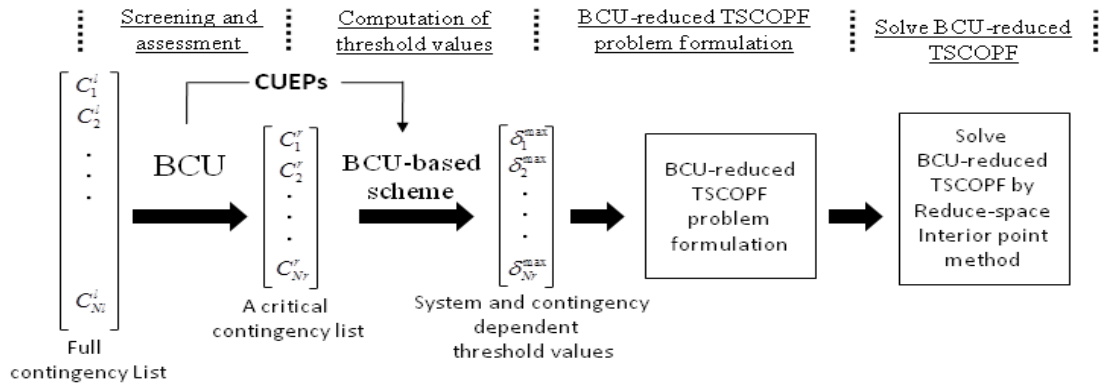 Screening and
assessment
Computation of
threshold values
BCU-reduced TSCOPF
problem formulation
Solve BCU-reduced
TSCOPF
C_1^i
C_2^i
.
.
.
C_{Ni}^i
Full
contingency List
BCU
CUEPs
C_1^r
C_2^r
.
.
.
C_{Nr}^r
A critical
contingency list
BCU-based
scheme
δ_1^max
δ_2^max
.
.
.
δ_{Nr}^max
System and contingency
dependent
threshold values
BCU-reduced
TSCOPF
problem
formulation
Solve
BCU-reduced
TSCOPF by
Reduce-space
Interior point
method